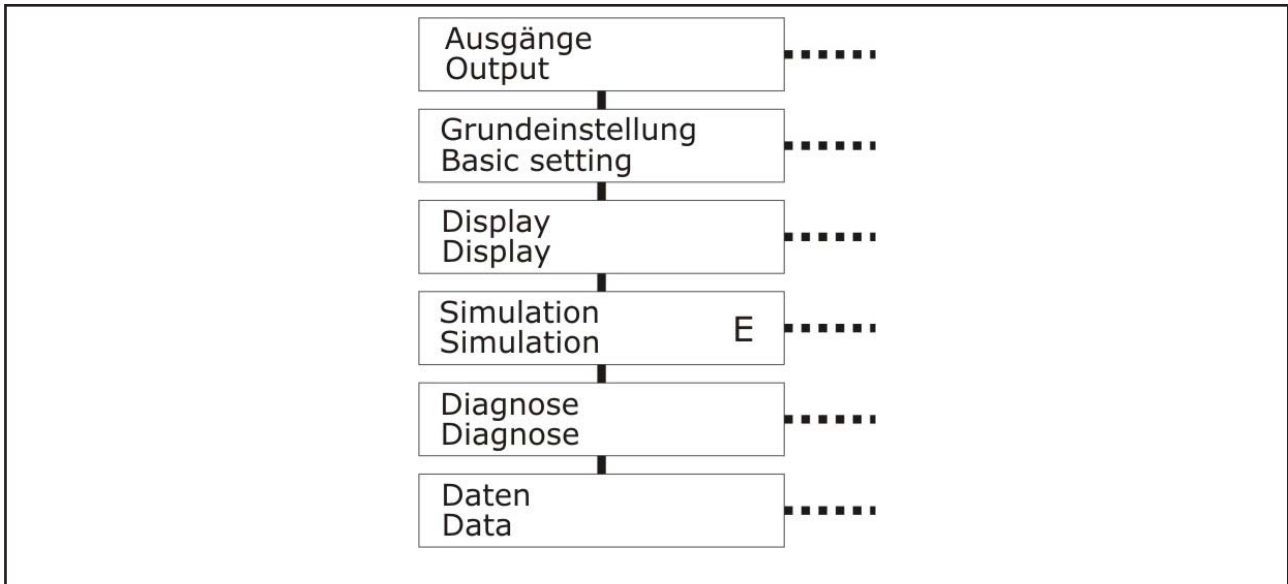 Ausgänge
Output
Grundeinstellung
Basic setting
Display
Display
Simulation
Simulation
E
Diagnose
Diagnose
Daten
Data